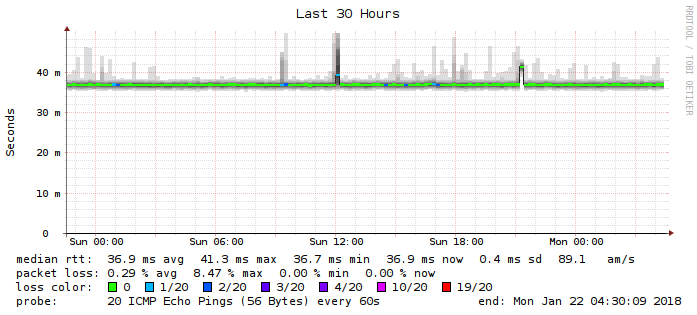 Last 30 Hours
RRDTOOL / TOBI OETIKER
Seconds
40 m
30 m
20 m
10 m
0
Sun 00:00 Sun 06:00 Sun 12:00 Sun 18:00 Mon 00:00
median rtt: 36.9 ms avg 41.3 ms max 36.7 ms min 36.9 ms now 0.4 ms sd 89.1 am/s
packet loss: 0.29 % avg 8.47 % max 0.00 % min 0.00 % now
loss color: 0 1/20 2/20 3/20 4/20 10/20 19/20
probe: 20 ICMP Echo Pings (56 Bytes) every 60s end: Mon Jan 22 04:30:09 2018